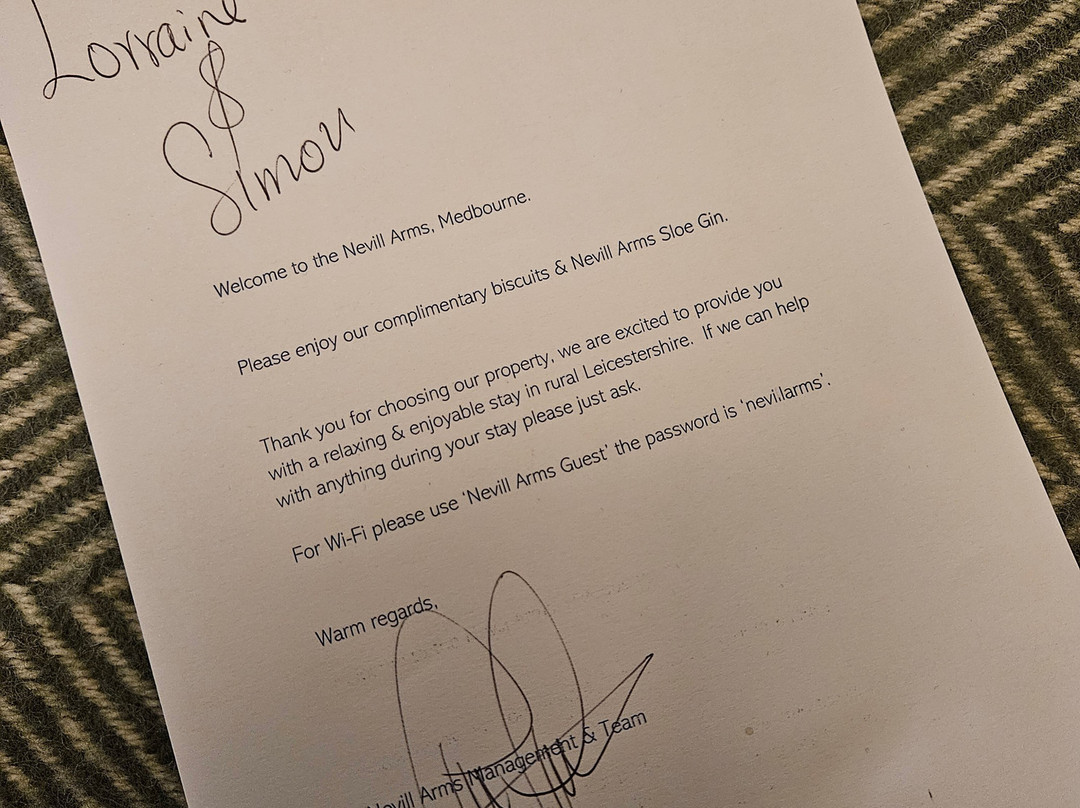 Lorraine
&
Simon
Welcome to the Nevill Arms, Medbourne.
Please enjoy our complimentary biscuits & Nevill Arms Sloe Gin.
Thank you for choosing our property, we are excited to provide you
with a relaxing & enjoyable stay in rural Leicestershire. If we can help
with anything during your stay please just ask.
For Wi-Fi please use ‘Nevill Arms Guest’ the password is ‘nevillarms’.
Warm regards,
Nevill Arms Management & Team